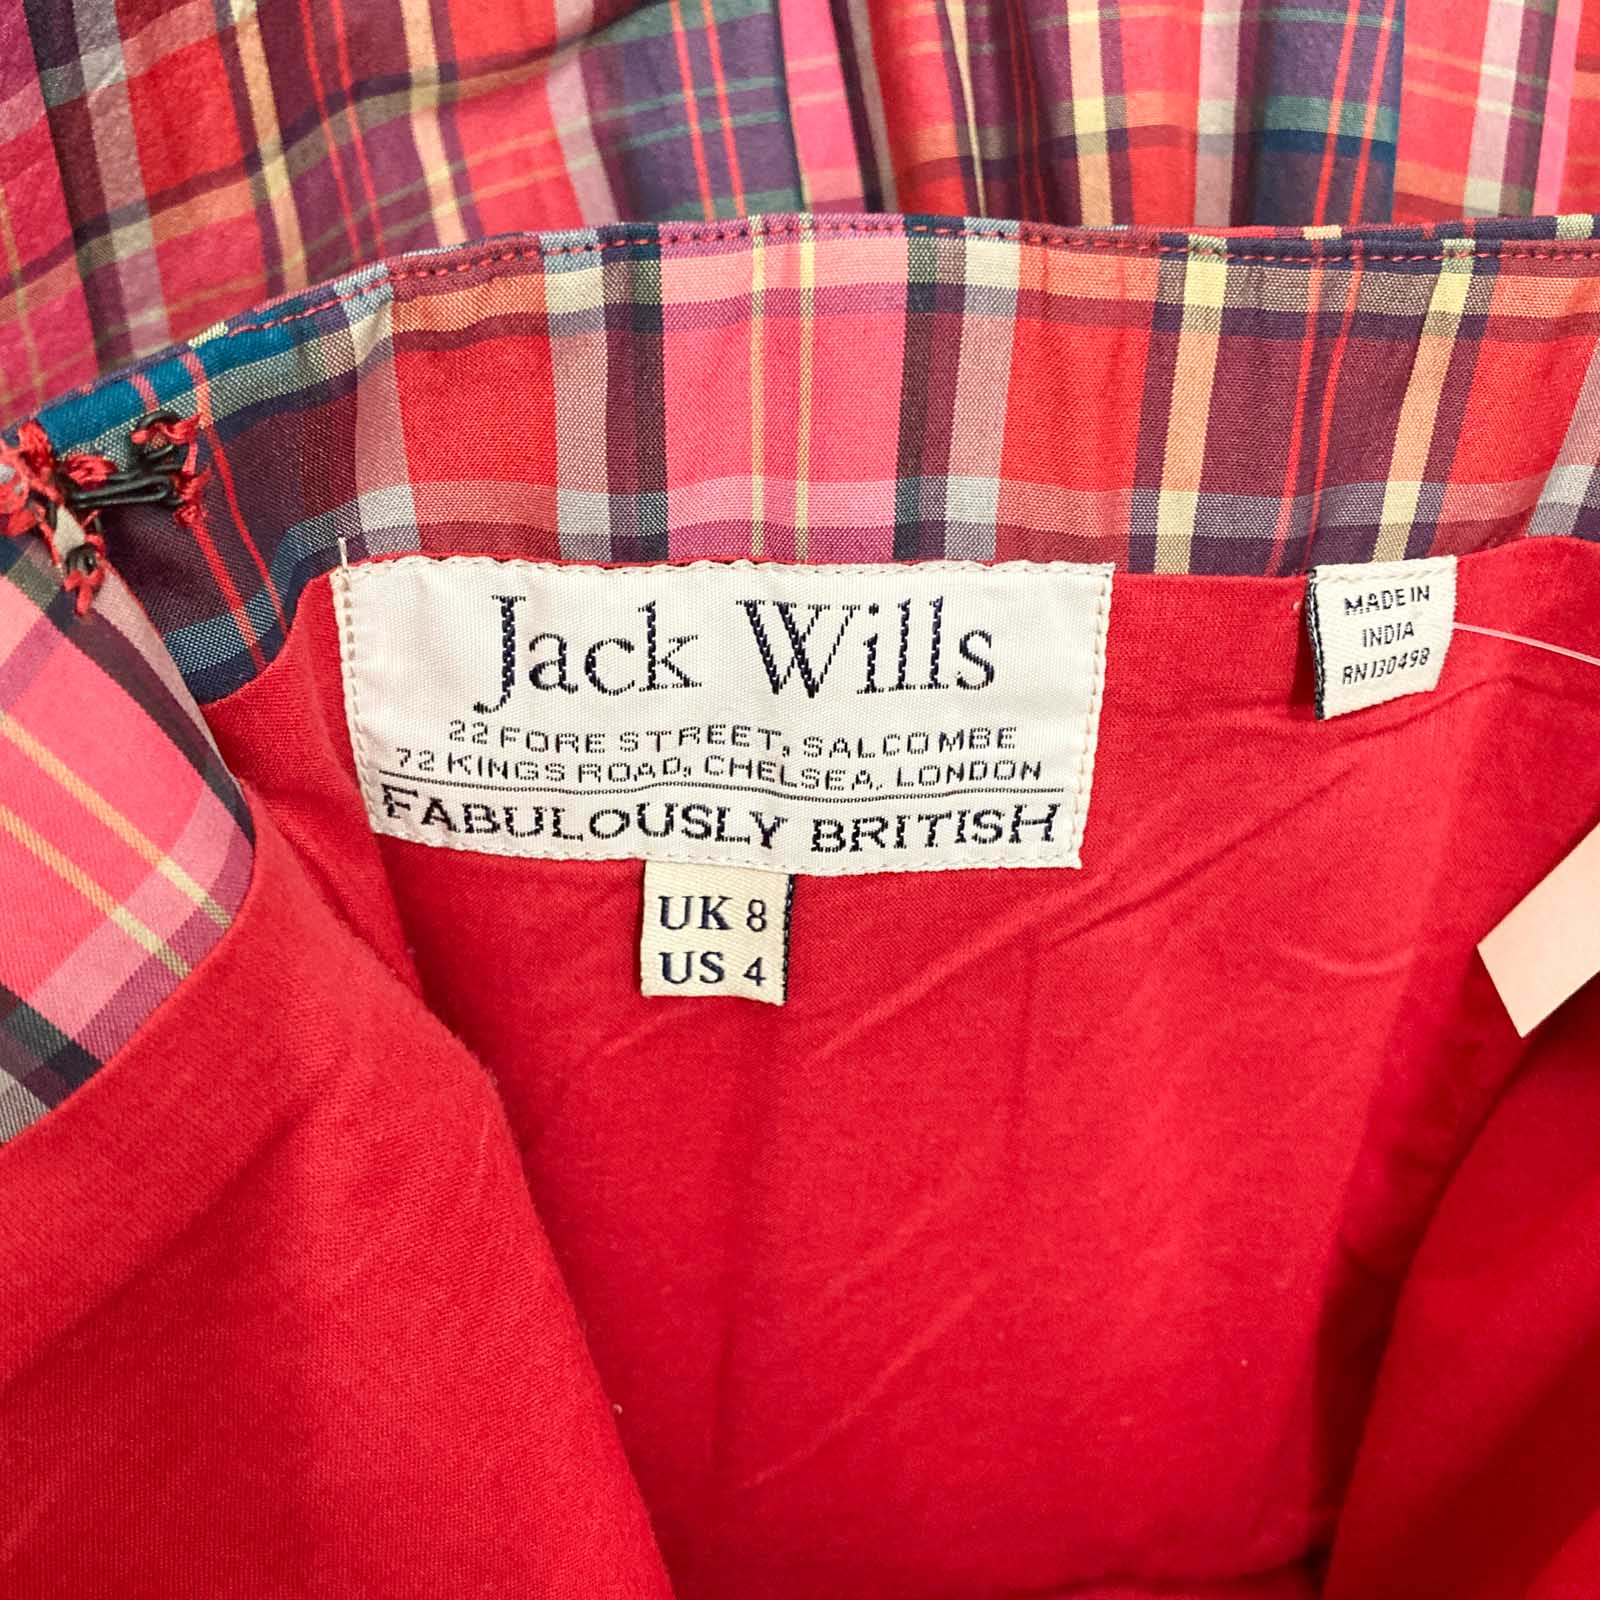 Jack Wills
22 FORE STREET, SALCOMBE
72 KINGS ROAD, CHELSEA, LONDON
FABULOUSLY BRITISH
UK 8
US 4
MADE IN
INDIA
RN130498